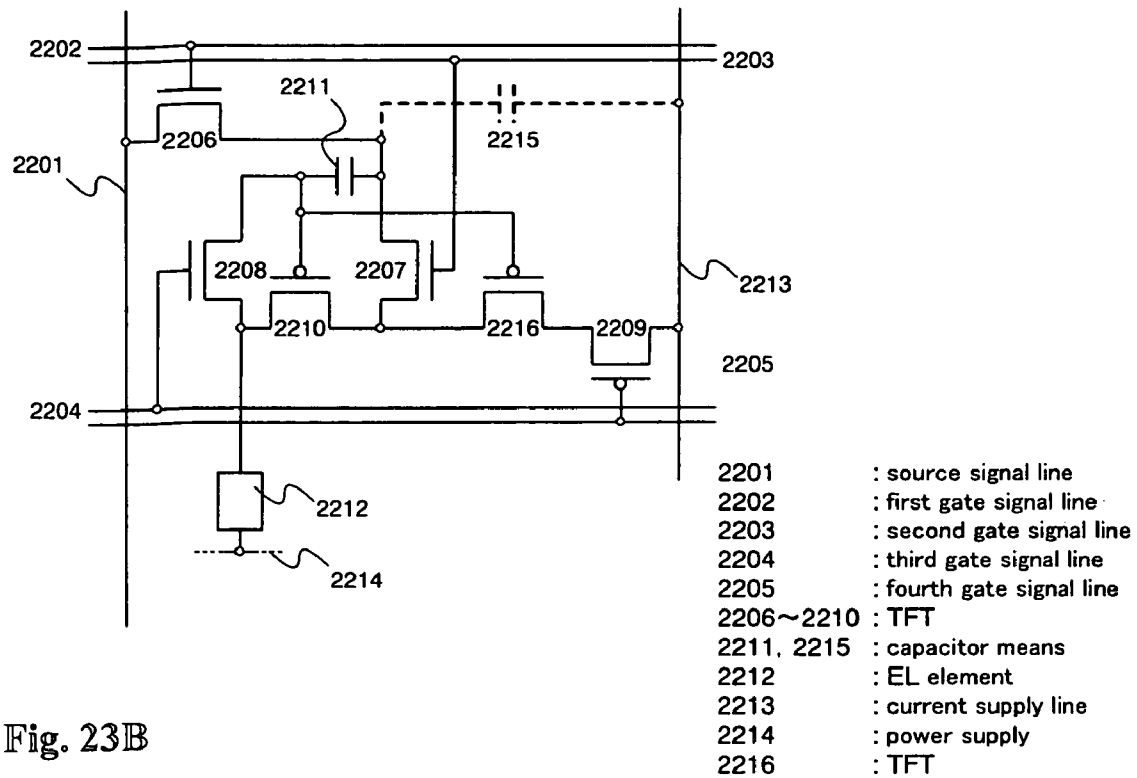 2202
2203
2211
2215
2206
2201
2208
2207
2213
2210
2216
2209
2205
2204
2212
2214
2201 : source signal line
2202 : first gate signal line
2203 : second gate signal line
2204 : third gate signal line
2205 : fourth gate signal line
2206~2210 : TFT
2211, 2215 : capacitor means
2212 : EL element
2213 : current supply line
2214 : power supply
2216 : TFT
Fig. 23B